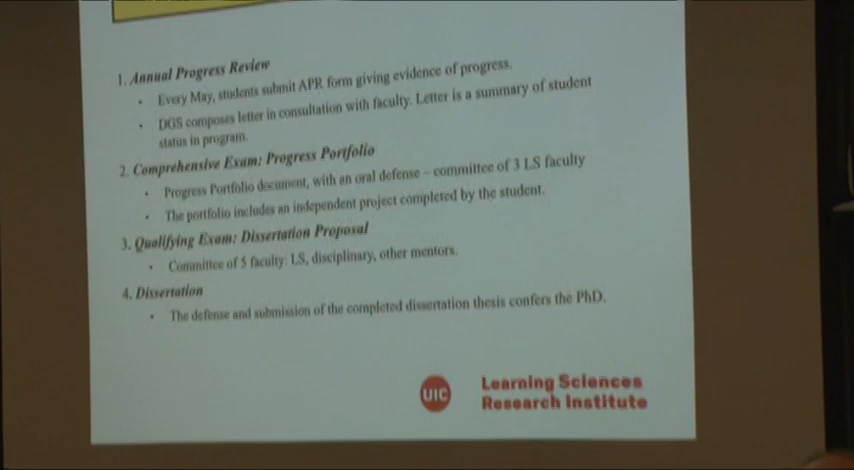 1. Annual Progress Review
• Every May, students submit APR form giving evidence of progress.
• DGS composes letter in consultation with faculty. Letter is a summary of student
status in program.
2. Comprehensive Exam: Progress Portfolio
• Progress Portfolio document, with an oral defense – committee of 3 LS faculty
• The portfolio includes an independent project completed by the student.
3. Qualifying Exam: Dissertation Proposal
• Committee of 5 faculty: LS, disciplinary, other mentors.
4. Dissertation
• The defense and submission of the completed dissertation thesis confers the PhD.
UIC
Learning Sciences
Research Institute